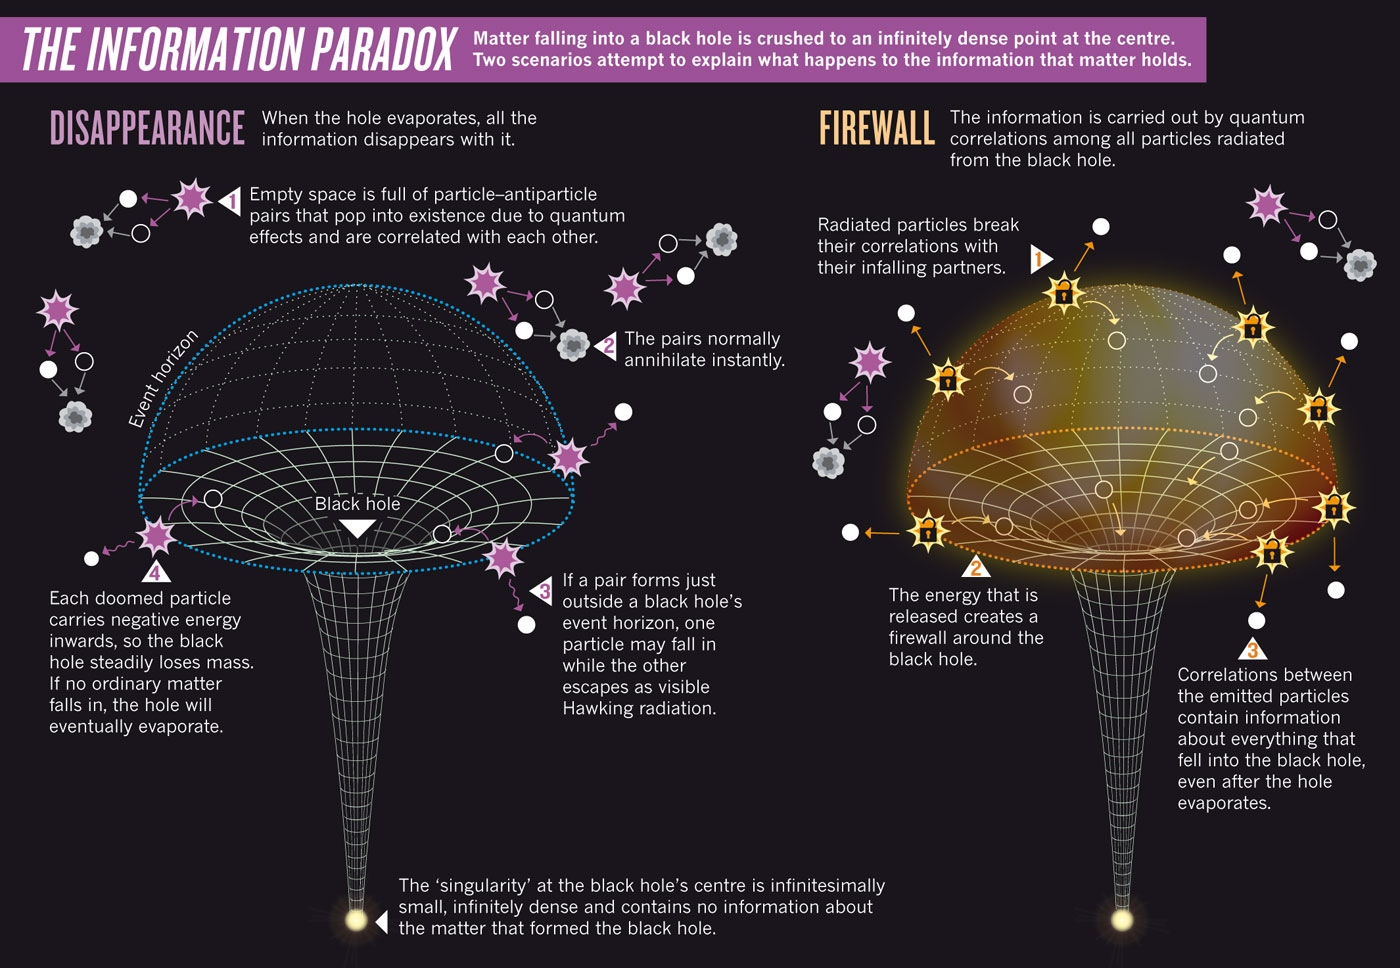 THE INFORMATION PARADOX
Matter falling into a black hole is crushed to an infinitely dense point at the centre.
Two scenarios attempt to explain what happens to the information that matter holds.
DISAPPEARANCE
When the hole evaporates, all the
information disappears with it.
1
Empty space is full of particle–antiparticle
pairs that pop into existence due to quantum
effects and are correlated with each other.
2
The pairs normally
annihilate instantly.
Event horizon
Black hole
3
If a pair forms just
outside a black hole’s
event horizon, one
particle may fall in
while the other
escapes as visible
Hawking radiation.
4
Each doomed particle
carries negative energy
inwards, so the black
hole steadily loses mass.
If no ordinary matter
falls in, the hole will
eventually evaporate.
The ‘singularity’ at the black hole’s centre is infinitesimally
small, infinitely dense and contains no information about
the matter that formed the black hole.
FIREWALL
The information is carried out by quantum
correlations among all particles radiated
from the black hole.
Radiated particles break
their correlations with
their infalling partners.
1
2
The energy that is
released creates a
firewall around the
black hole.
3
Correlations between
the emitted particles
contain information
about everything that
fell into the black hole,
even after the hole
evaporates.